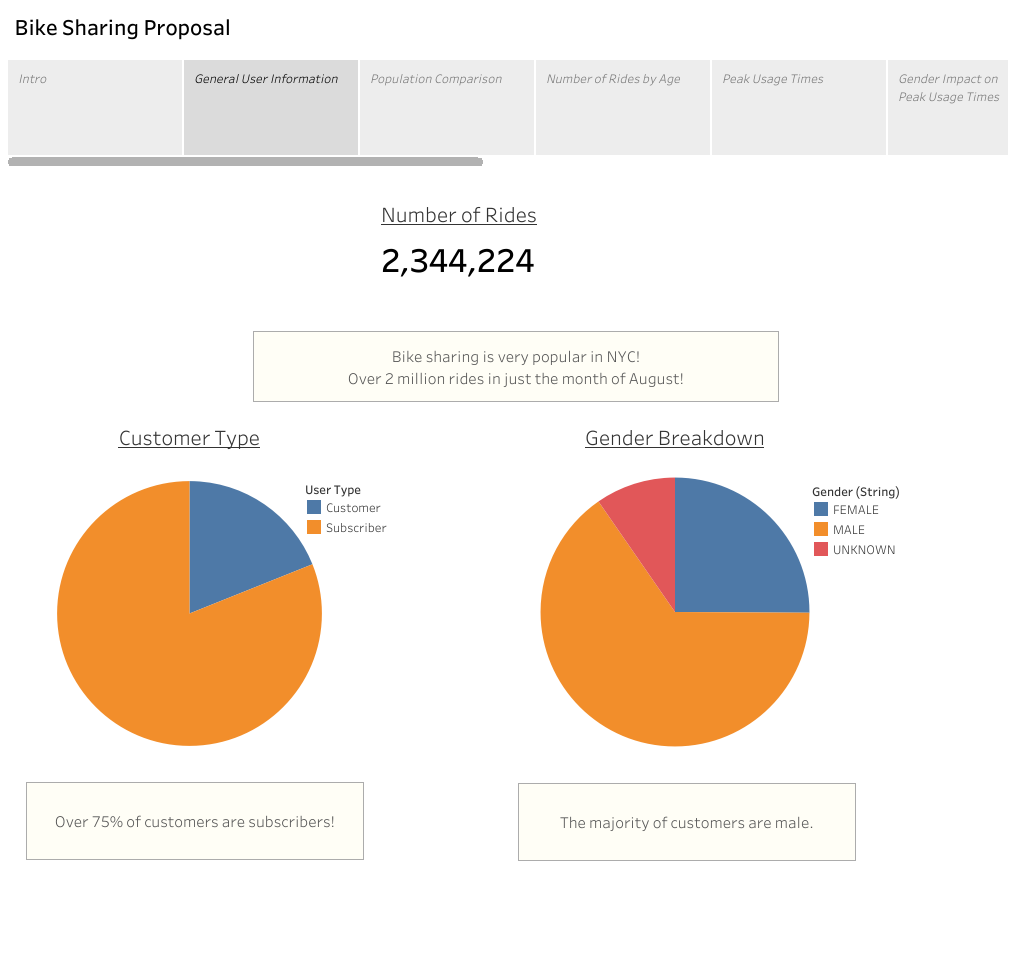 Bike Sharing Proposal
Intro
General User Information
Population Comparison
Number of Rides by Age
Peak Usage Times
Gender Impact on
Peak Usage Times
Number of Rides
2,344,224
Bike sharing is very popular in NYC!
Over 2 million rides in just the month of August!
Customer Type
User Type
Customer
Subscriber
Gender Breakdown
Gender (String)
FEMALE
MALE
UNKNOWN
Over 75% of customers are subscribers!
The majority of customers are male.